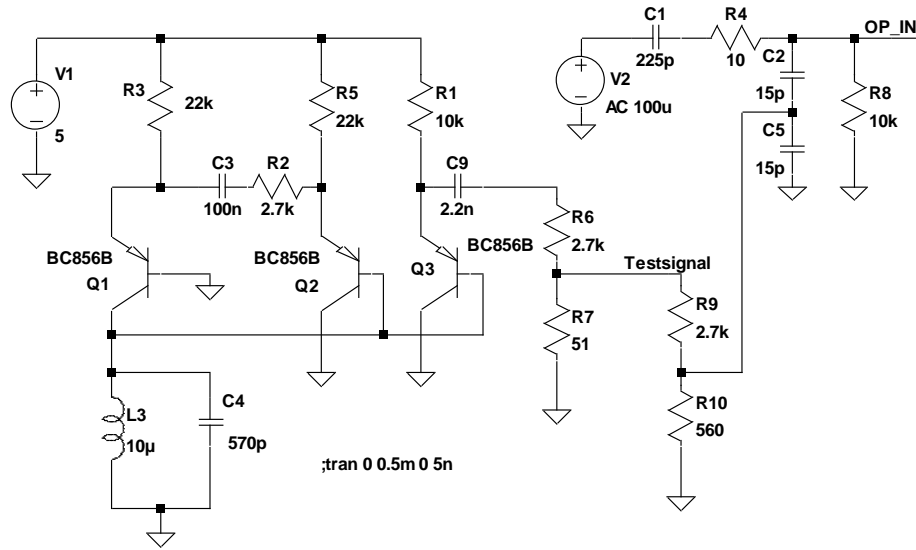 V1
5
R3
22k
C3
100n
R2
2.7k
R5
22k
R1
10k
C9
2.2n
BC856B
Q1
BC856B
Q2
Q3
BC856B
R6
2.7k
Testsignal
R7
51
R9
2.7k
R10
560
L3
10µ
C4
570p
;tran 0 0.5m 0 5n
V2
AC 100u
C1
225p
R4
10
C2
15p
C5
15p
R8
10k
OP_IN